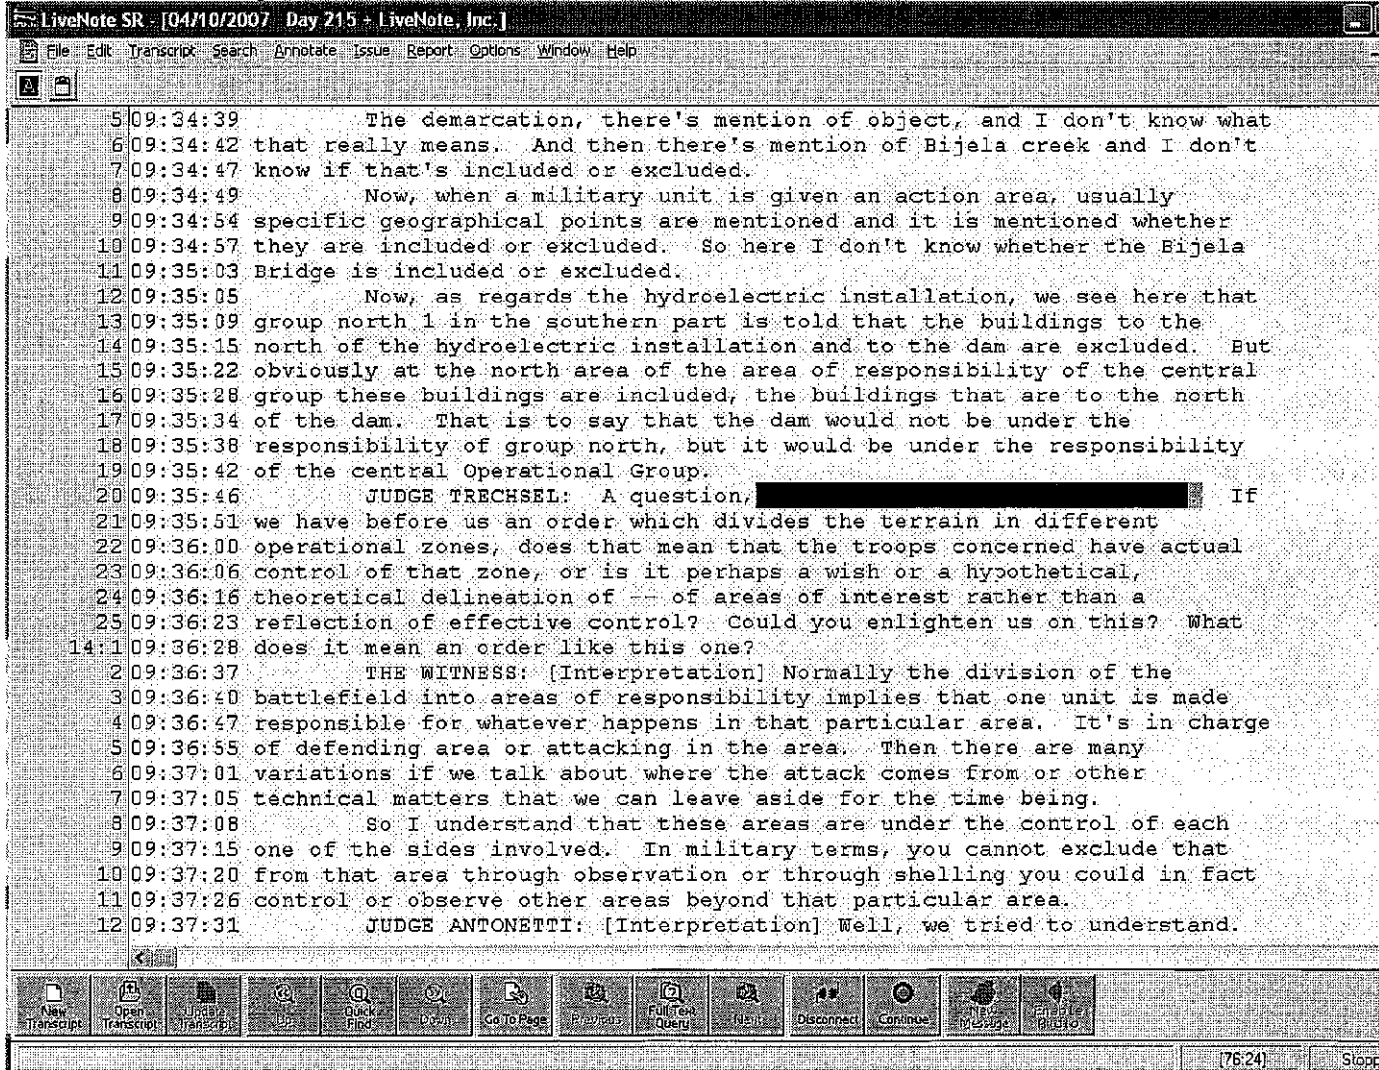 LiveNote SR - [04/10/2007 Day 215 + LiveNote, Inc.]
File Edit Transcript Search Annotate Issue Report Options Window Help
5 09:34:39 The demarcation, there's mention of object, and I don't know what
6 09:34:42 that really means. And then there's mention of Bijela creek and I don't
7 09:34:47 know if that's included or excluded.
8 09:34:49 Now, when a military unit is given an action area, usually
9 09:34:54 specific geographical points are mentioned and it is mentioned whether
10 09:34:57 they are included or excluded. So here I don't know whether the Bijela
11 09:35:03 Bridge is included or excluded.
12 09:35:05 Now, as regards the hydroelectric installation, we see here that
13 09:35:09 group north 1 in the southern part is told that the buildings to the
14 09:35:15 north of the hydroelectric installation and to the dam are excluded. But
15 09:35:22 obviously at the north area of the area of responsibility of the central
16 09:35:28 group these buildings are included, the buildings that are to the north
17 09:35:34 of the dam. That is to say that the dam would not be under the
18 09:35:38 responsibility of group north, but it would be under the responsibility
19 09:35:42 of the central Operational Group.
20 09:35:46 JUDGE TRECHSEL: A question, If
21 09:35:51 we have before us an order which divides the terrain in different
22 09:36:00 operational zones, does that mean that the troops concerned have actual
23 09:36:06 control of that zone, or is it perhaps a wish or a hypothetical,
24 09:36:16 theoretical delineation of -- of areas of interest rather than a
25 09:36:23 reflection of effective control? Could you enlighten us on this? What
14:1 09:36:28 does it mean an order like this one?
2 09:36:37 THE WITNESS: [Interpretation] Normally the division of the
3 09:36:40 battlefield into areas of responsibility implies that one unit is made
4 09:36:47 responsible for whatever happens in that particular area. It's in charge
5 09:36:55 of defending area or attacking in the area. Then there are many
6 09:37:01 variations if we talk about where the attack comes from or other
7 09:37:05 technical matters that we can leave aside for the time being.
8 09:37:08 So I understand that these areas are under the control of each
9 09:37:15 one of the sides involved. In military terms, you cannot exclude that
10 09:37:20 from that area through observation or through shelling you could in fact
11 09:37:26 control or observe other areas beyond that particular area.
12 09:37:31 JUDGE ANTONETTI: [Interpretation] Well, we tried to understand.
New Transcript Open Transcript Update Transcript Up Quick Find Down Go To Page Previous Full Text Query Next Disconnect Continue New Message Enable Audio
[76:24]